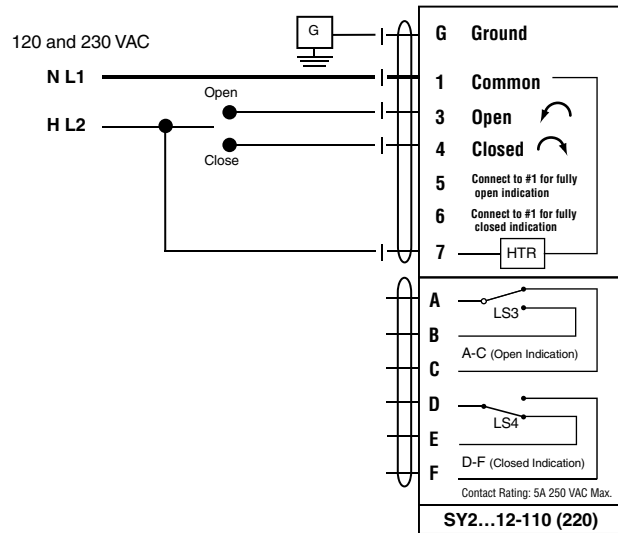 G
G Ground
120 and 230 VAC
N L1
1 Common
Open
3 Open
H L2
4 Closed
Close
5 Connect to #1 for fully
open indication
6 Connect to #1 for fully
closed indication
7 HTR
A
LS3
B
A-C (Open Indication)
C
D
LS4
E
D-F (Closed Indication)
F
Contact Rating: 5A 250 VAC Max.
SY2...12-110 (220)